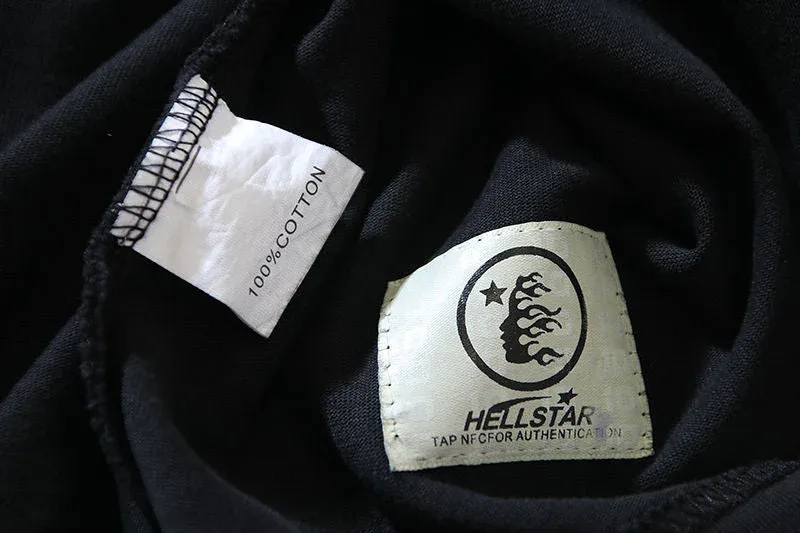 100%COTTON
HELLSTAR
TAP NFCFOR AUTHENTICATION